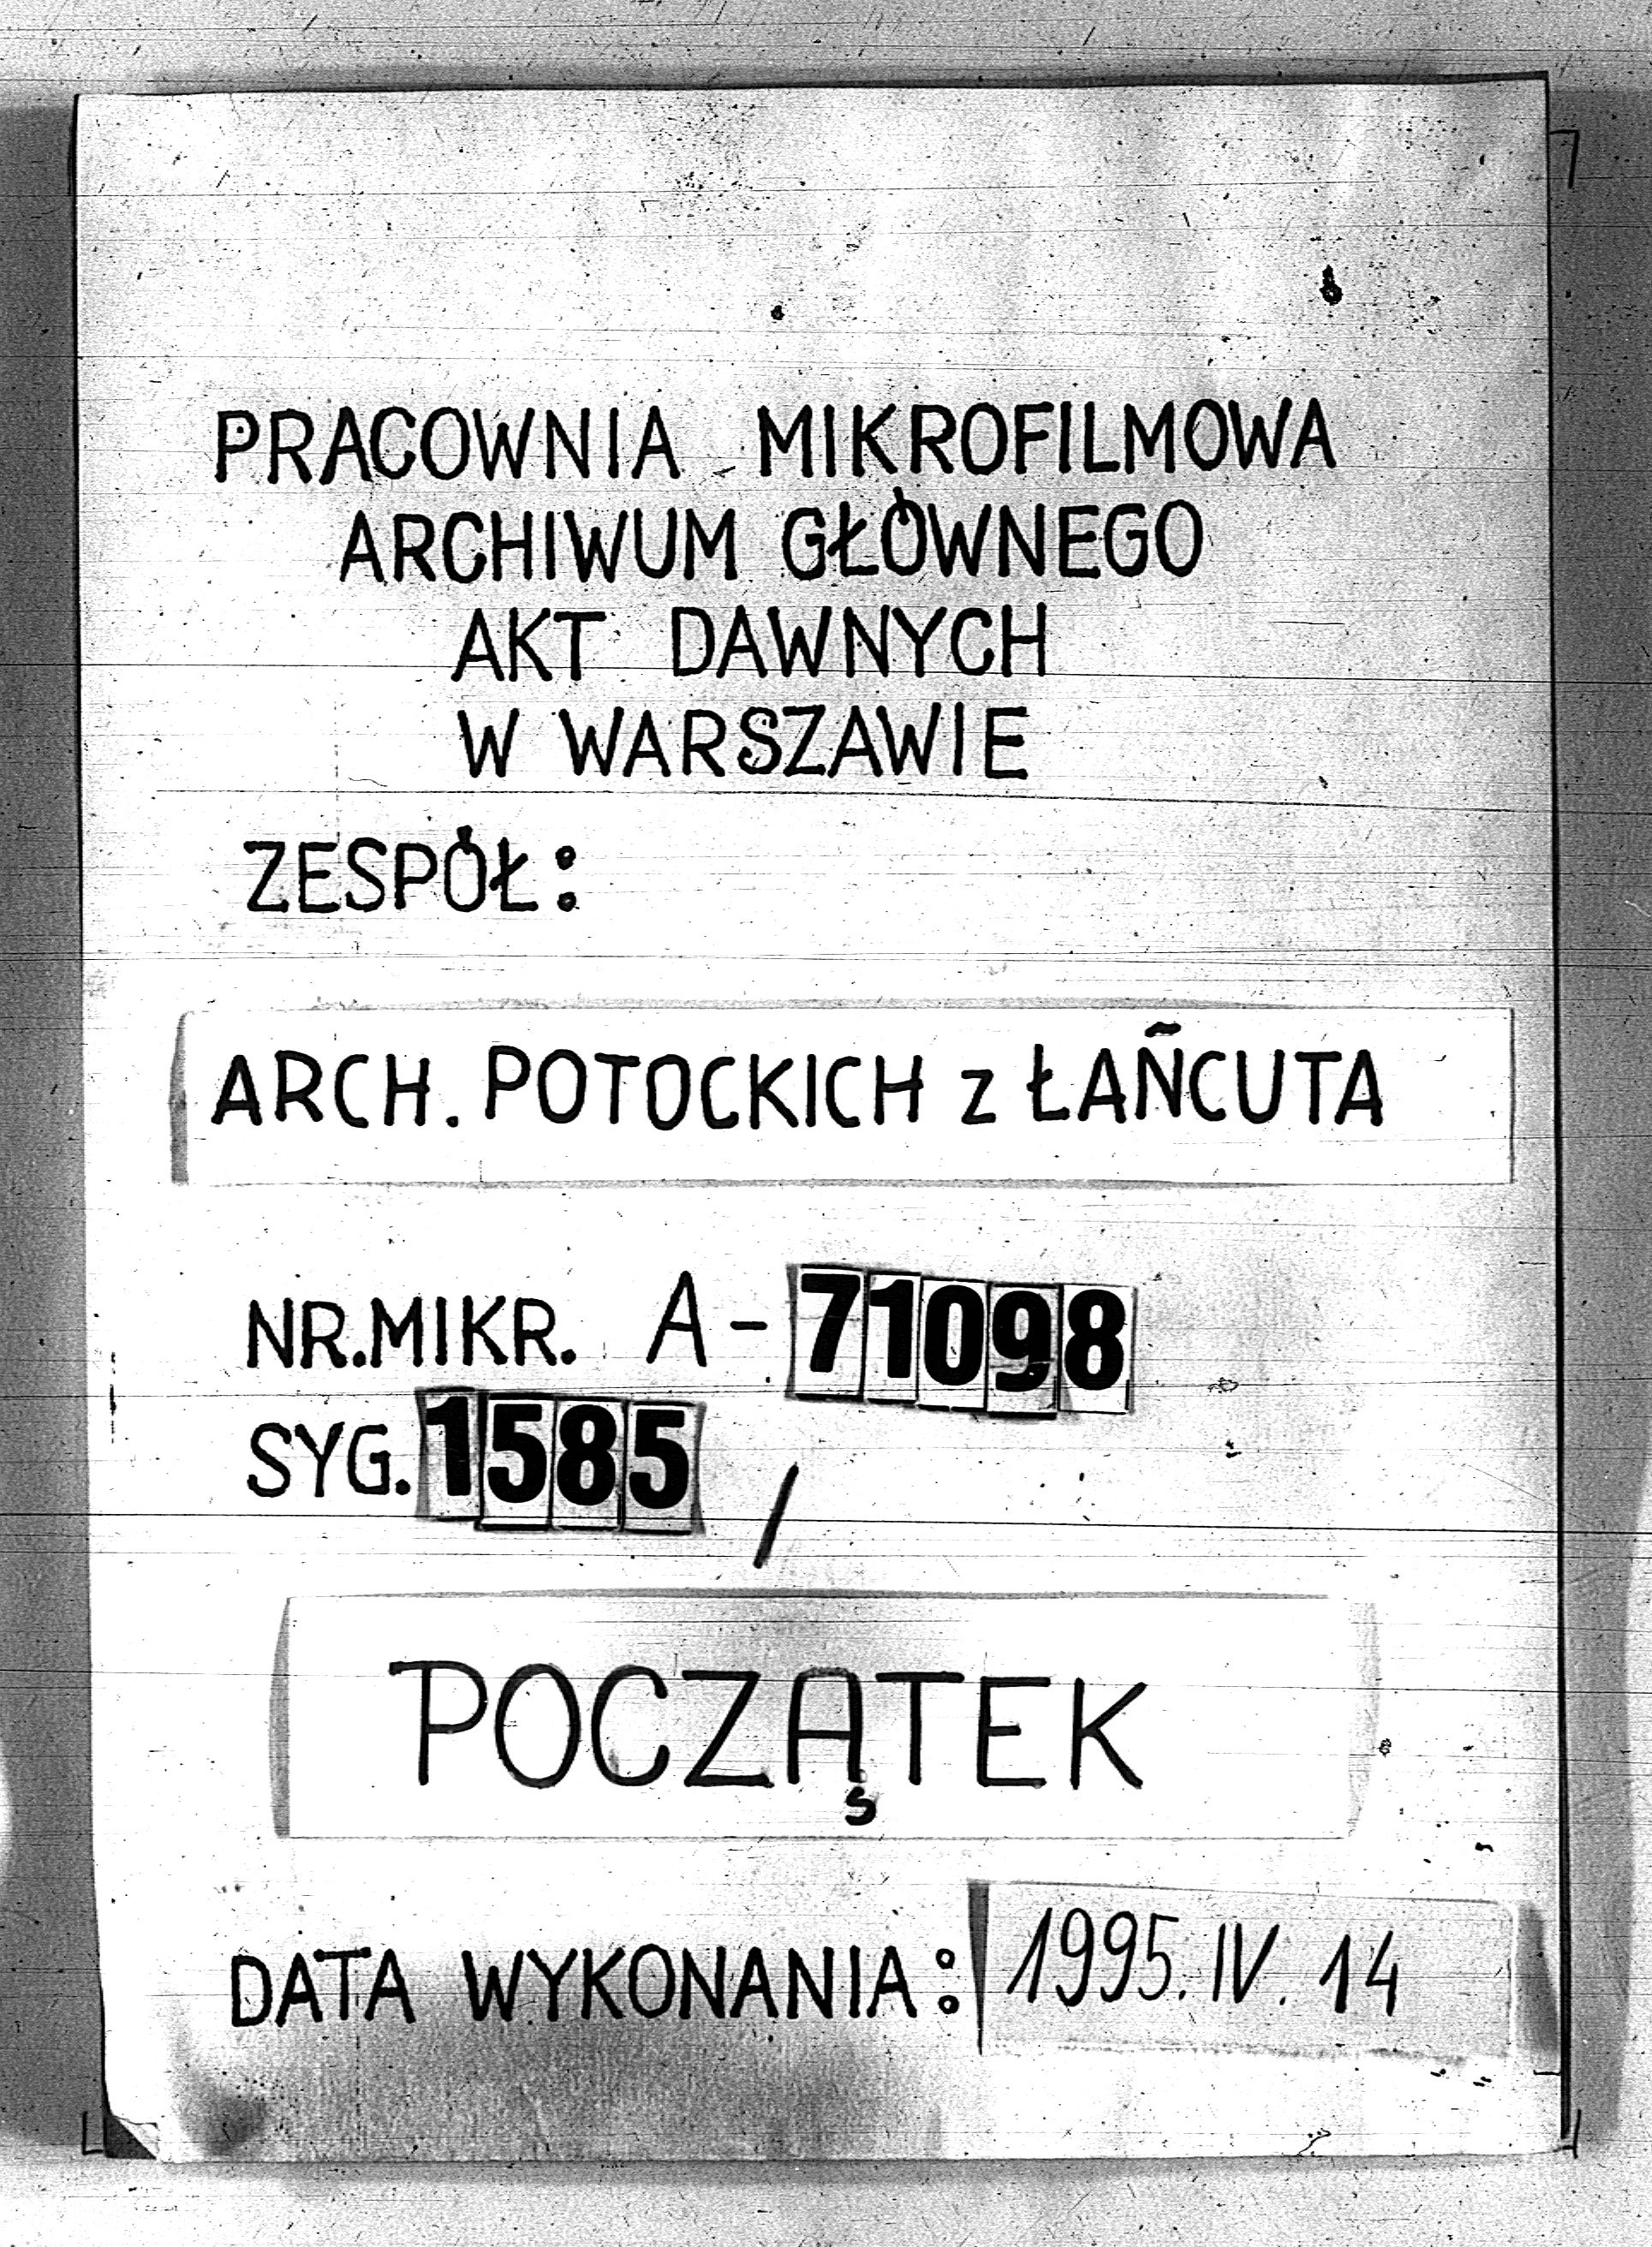 PRACOWNIA MIKROFILMOWA
ARCHIWUM GŁÓWNEGO
AKT DAWNYCH
W WARSZAWIE
ZESPÓŁ:
ARCH. POTOCKICH z ŁAŃCUTA
NR.MIKR. A-71098
SYG. 1585 /
POCZĄTEK
DATA WYKONANIA: 1995.IV.14